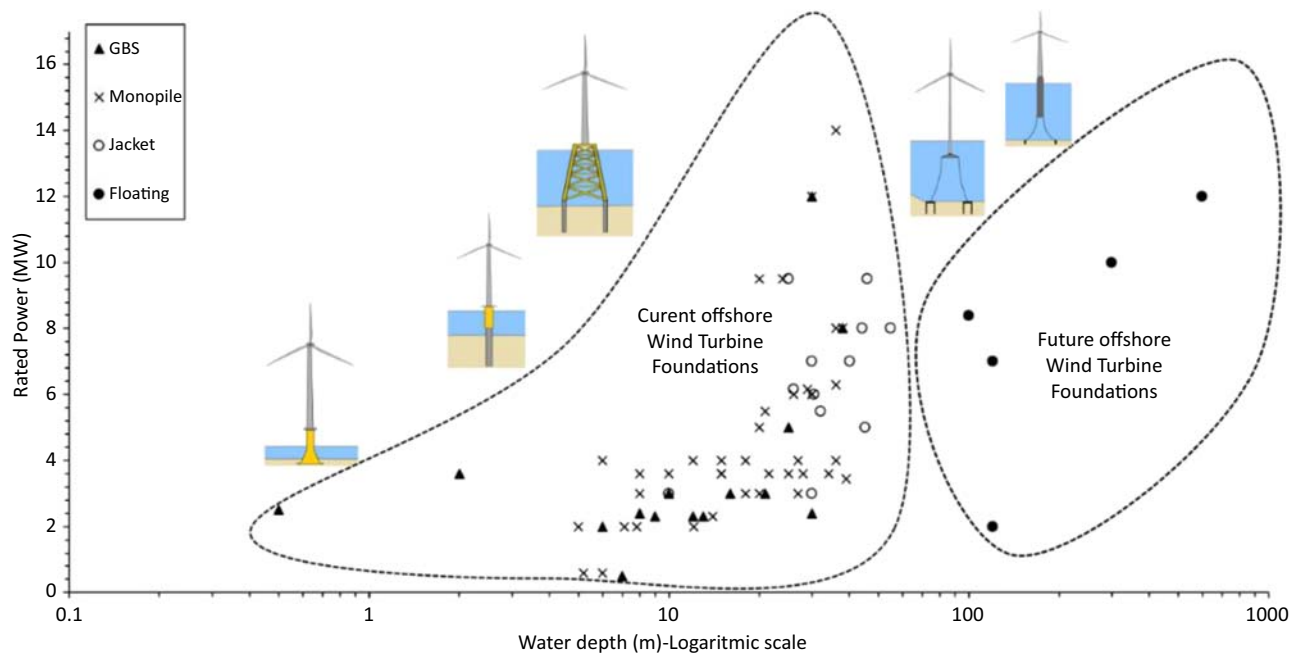 GBS
Monopile
Jacket
Floating
Rated Power (MW)
16
14
12
10
8
6
4
2
0
Curent offshore
Wind Turbine
Foundations
Future offshore
Wind Turbine
Foundations
0.1
1
10
100
1000
Water depth (m)-Logaritmic scale